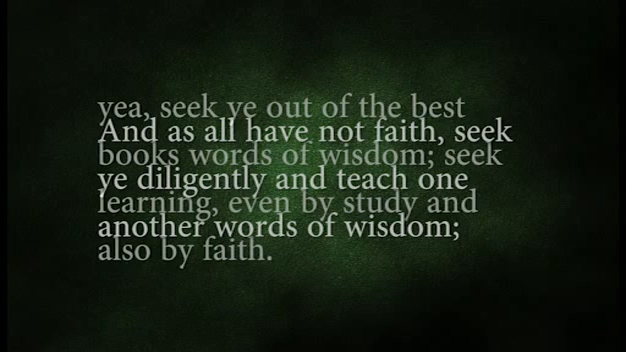 yea, seek ye out of the best
And as all have not faith, seek
books words of wisdom; seek
ye diligently and teach one
learning, even by study and
another words of wisdom;
also by faith.